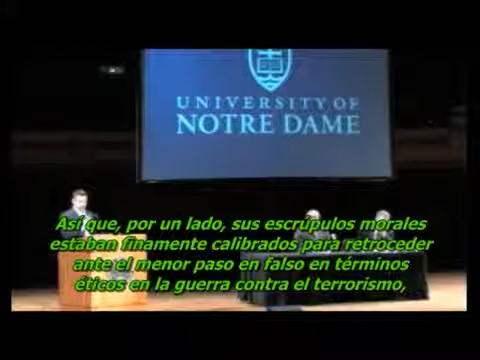 UNIVERSITY OF
NOTRE DAME
Así que, por un lado, sus escrúpulos morales
estaban finamente calibrados para retroceder
ante el menor paso en falso en términos
éticos en la guerra contra el terrorismo,